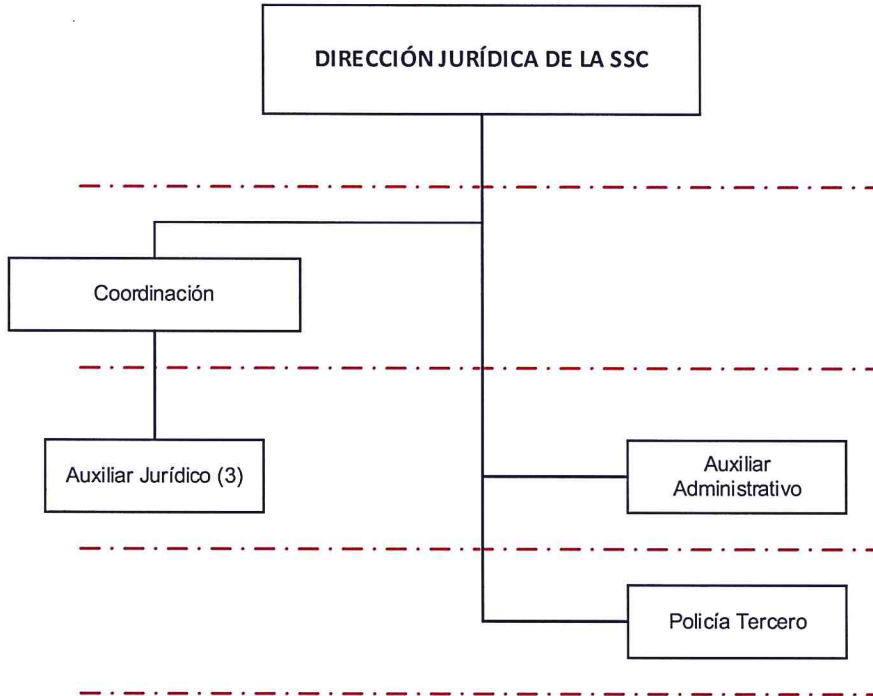 DIRECCIÓN JURÍDICA DE LA SSC
Coordinación
Auxiliar Jurídico (3)
Auxiliar
Administrativo
Policía Tercero